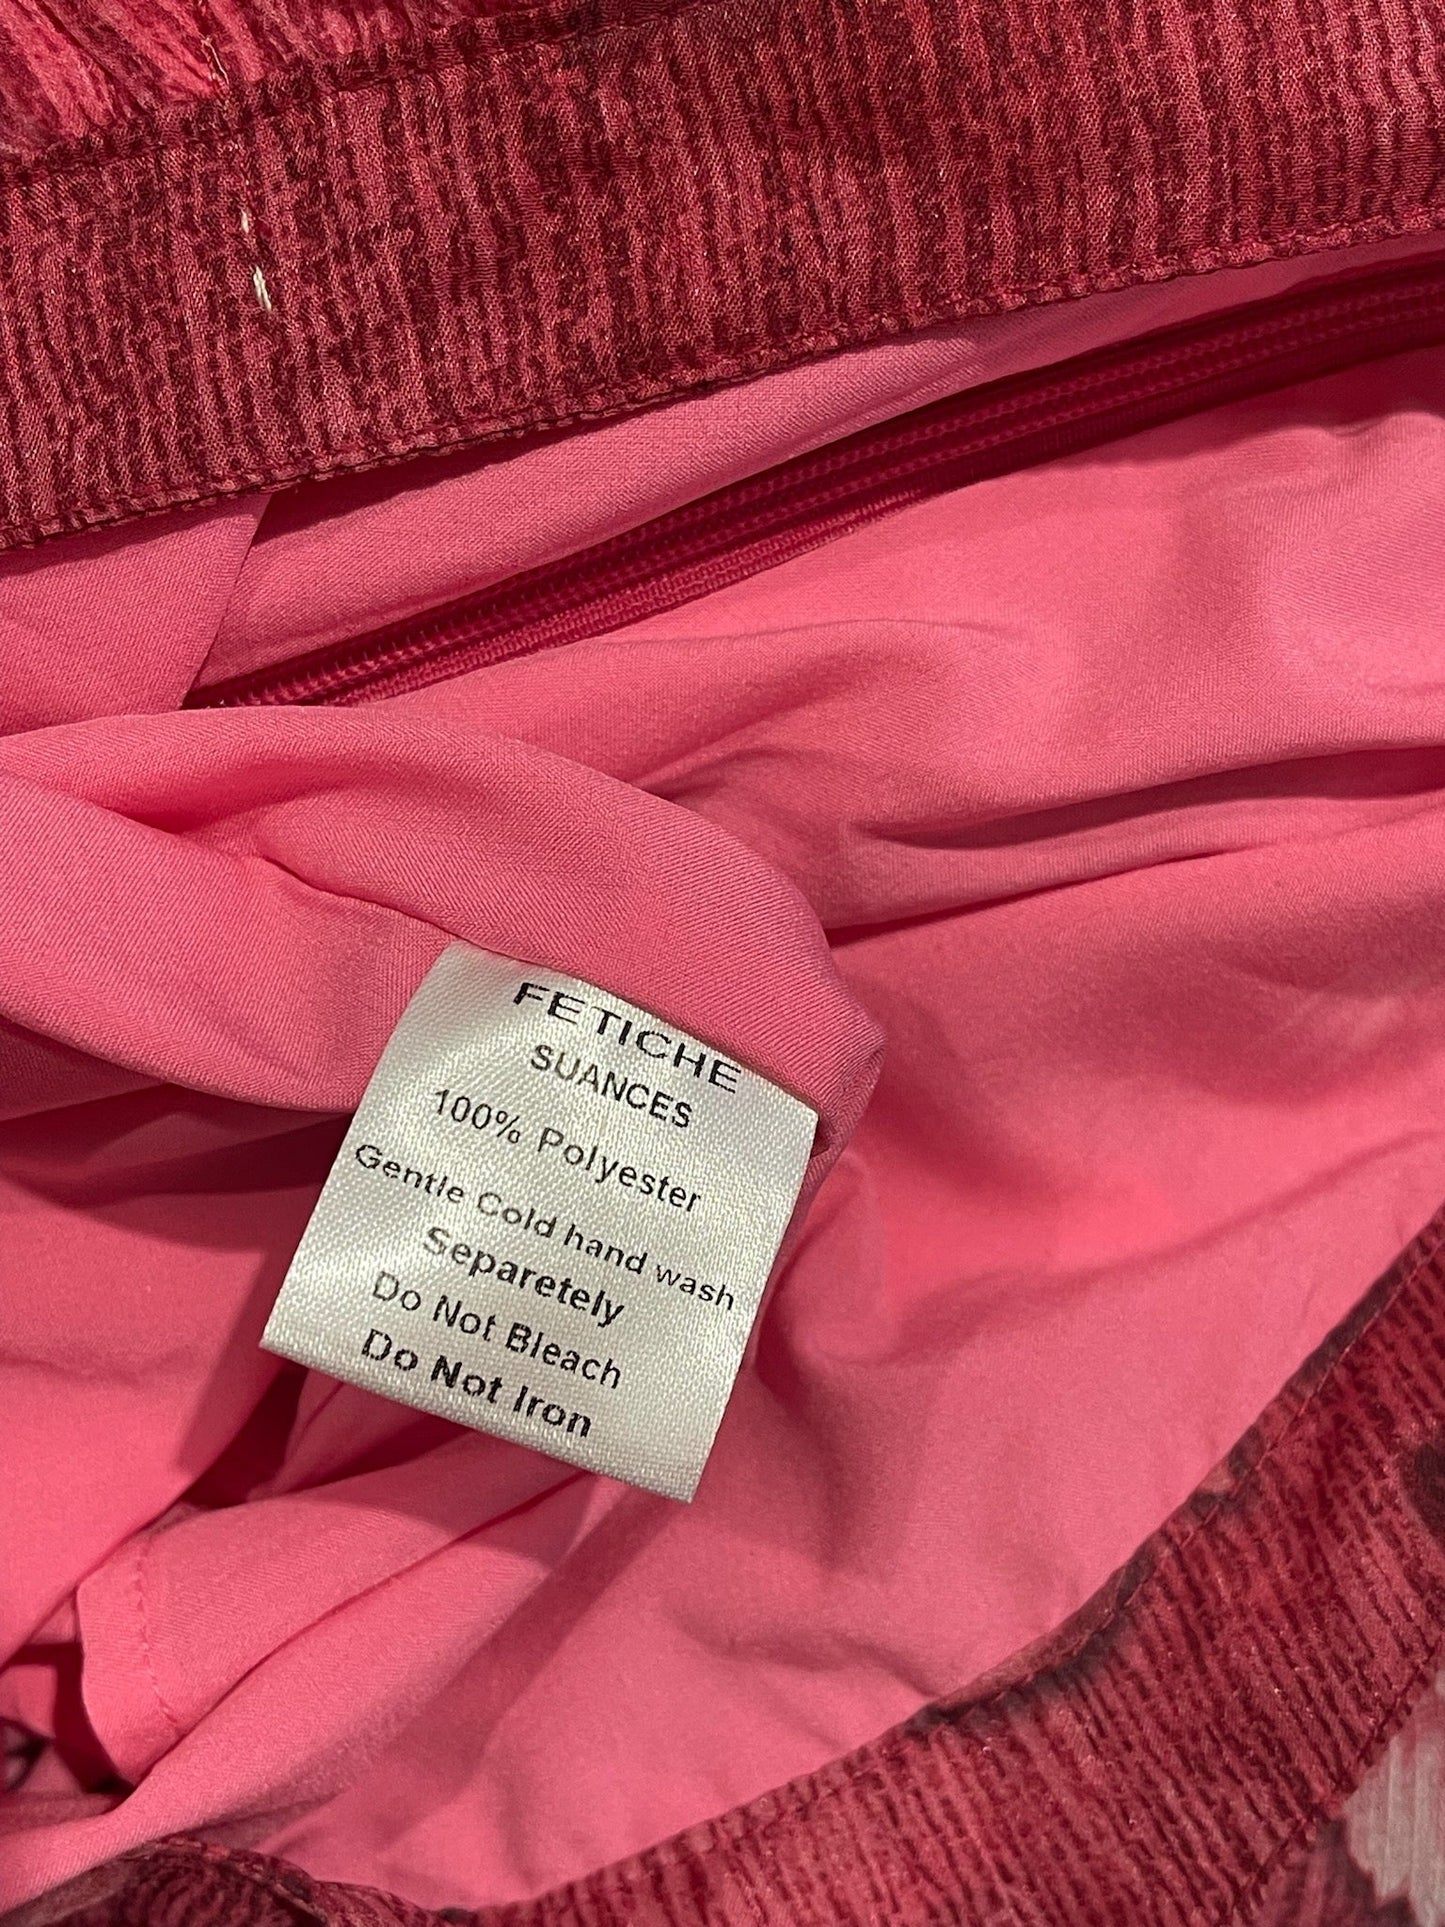 FETICHE
SUANCES
100% Polyester
Gentle Cold hand wash
Separetely
Do Not Bleach
Do Not Iron